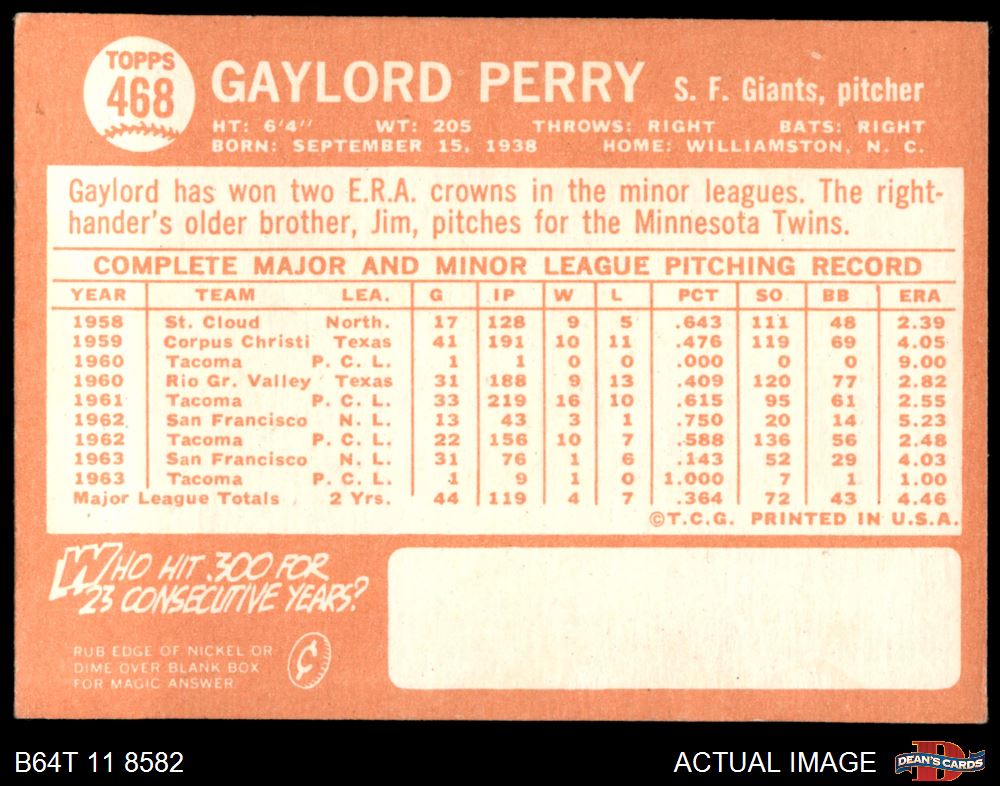 TOPPS
468
GAYLORD PERRY S. F. Giants, pitcher
HT: 6'4" WT: 205 THROWS: RIGHT BATS: RIGHT
BORN: SEPTEMBER 15, 1938 HOME: WILLIAMSTON, N. C.
Gaylord has won two E.R.A. crowns in the minor leagues. The right-
hander's older brother, Jim, pitches for the Minnesota Twins.
COMPLETE MAJOR AND MINOR LEAGUE PITCHING RECORD
YEAR TEAM LEA. G IP W L PCT SO BB ERA
1958 St. Cloud North. 17 128 9 5 .643 111 48 2.39
1959 Corpus Christi Texas 41 191 10 11 .476 119 69 4.05
1960 Tacoma P. C. L. 1 1 0 0 .000 0 0 9.00
1960 Rio Gr. Valley Texas 31 188 9 13 .409 120 77 2.82
1961 Tacoma P. C. L. 33 219 16 10 .615 95 61 2.55
1962 San Francisco N. L. 13 43 3 1 .750 20 14 5.23
1962 Tacoma P. C. L. 22 156 10 7 .588 136 56 2.48
1963 San Francisco N. L. 31 76 1 6 .143 52 29 4.03
1963 Tacoma P. C. L. 1 9 1 0 1.000 7 1 1.00
Major League Totals 2 Yrs. 44 119 4 7 .364 72 43 4.46
©T.C.G. PRINTED IN U.S.A.
WHO HIT .300 FOR
23 CONSECUTIVE YEARS?
RUB EDGE OF NICKEL OR
DIME OVER BLANK BOX
FOR MAGIC ANSWER.
¢
B64T 11 8582 ACTUAL IMAGE
D
DEAN'S CARDS